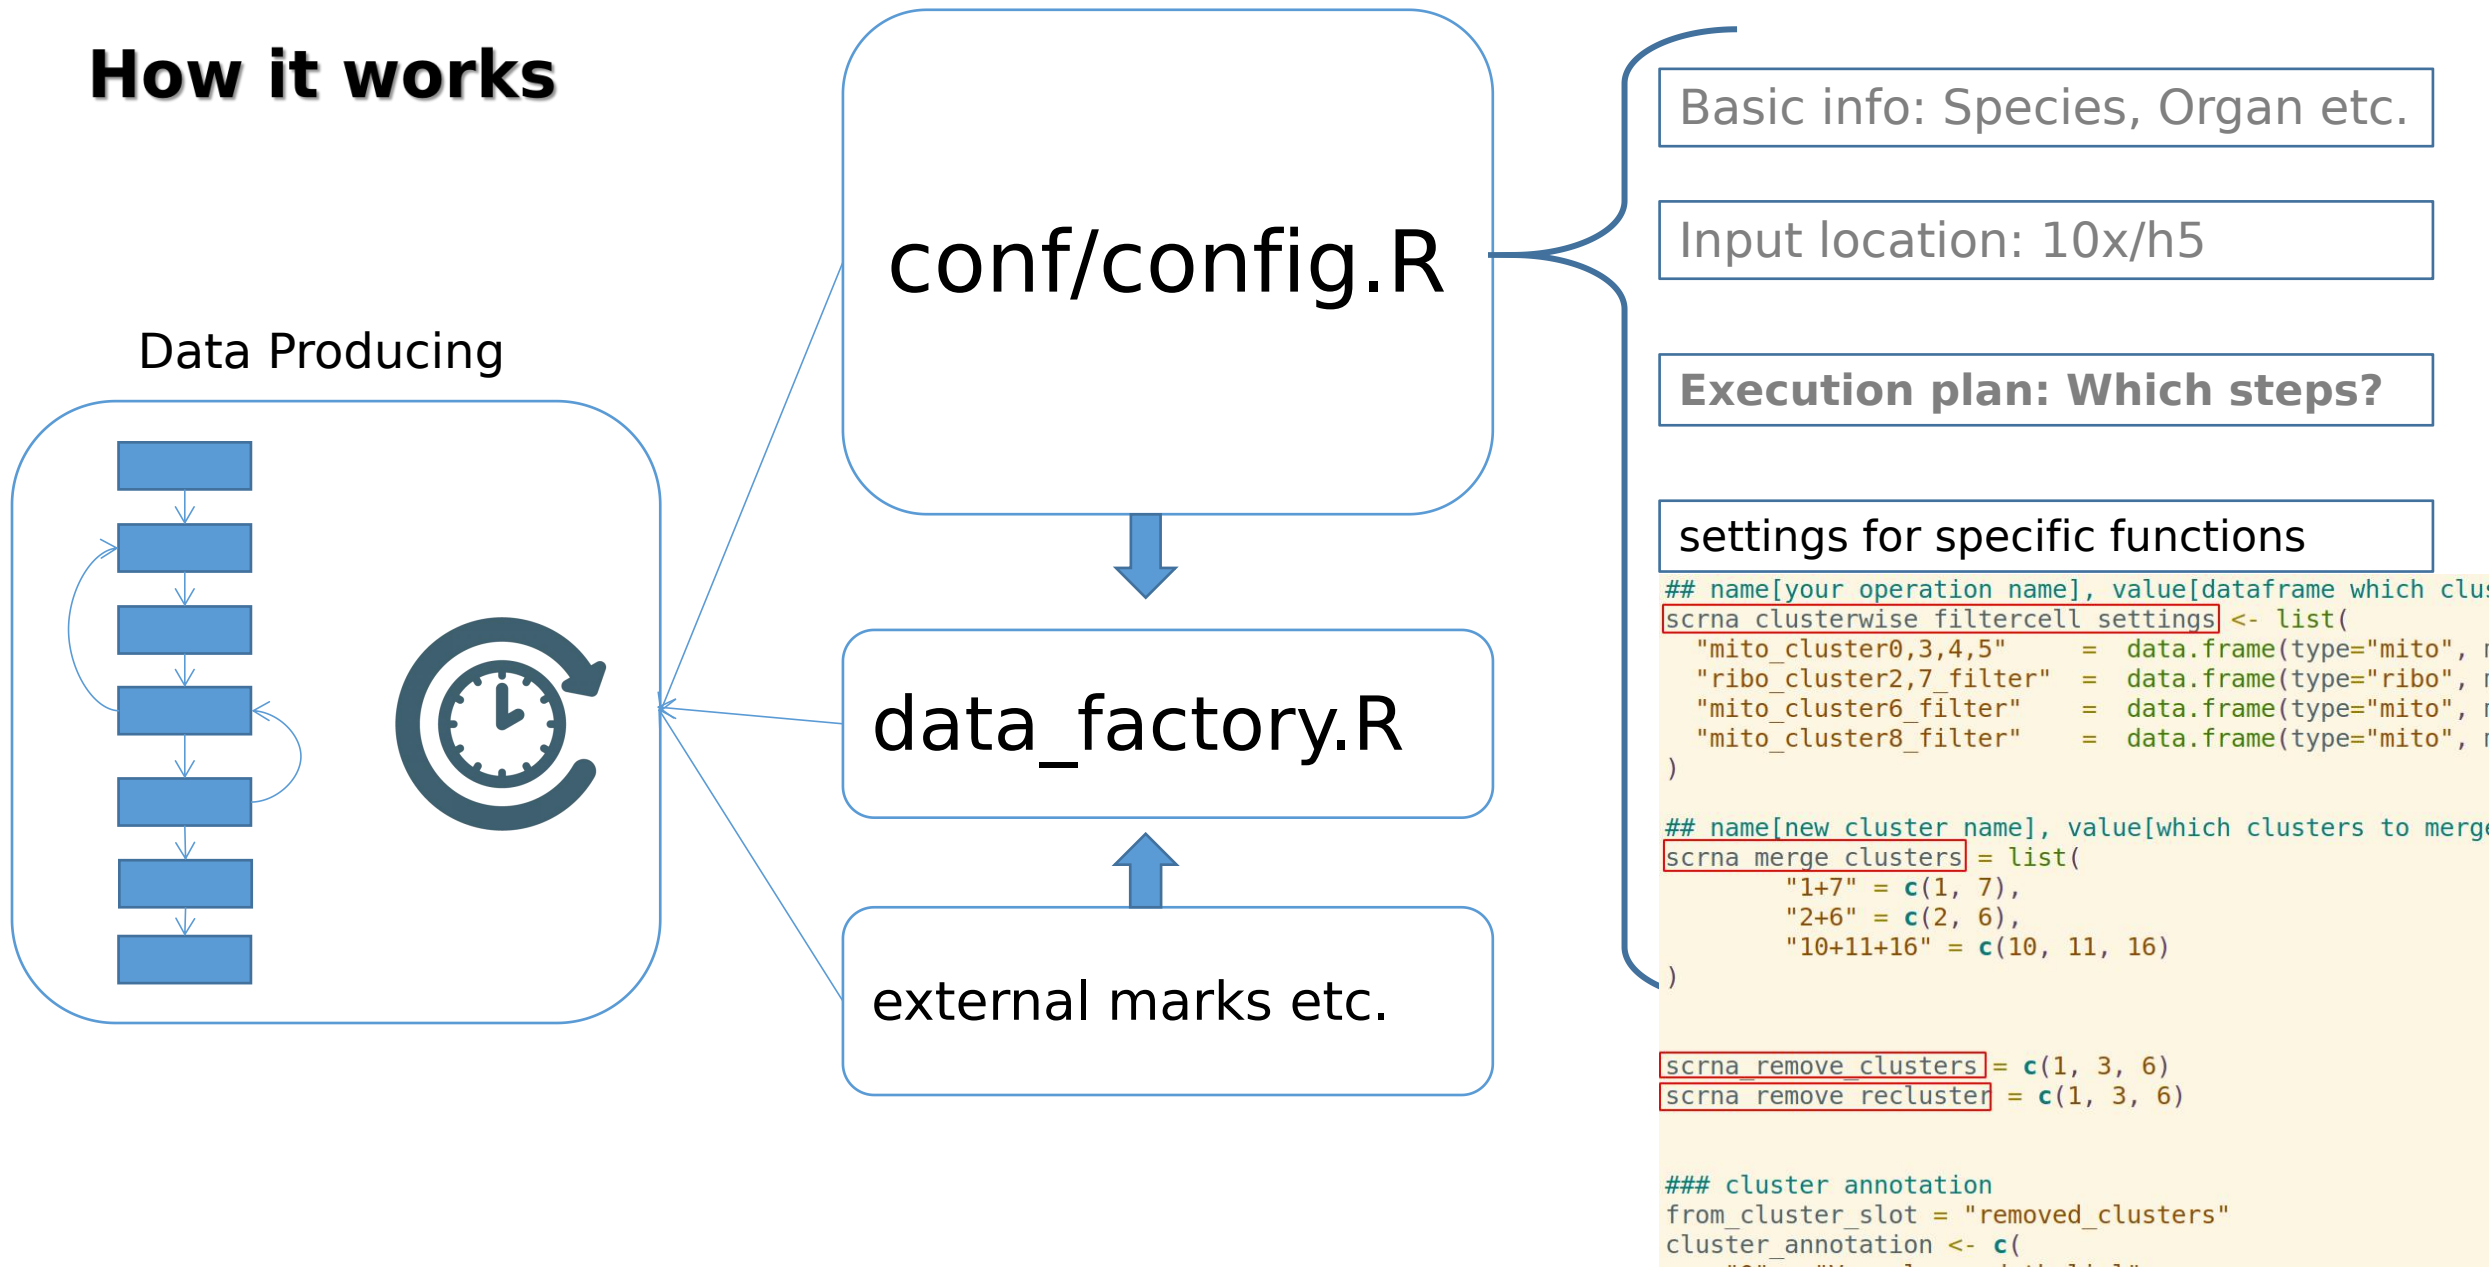 How it works
Data Producing
conf/config.R
data_factory.R
external marks etc.
Basic info: Species, Organ etc.
Input location: 10x/h5
Execution plan: Which steps?
settings for specific functions
## name[your operation name], value[dataframe which
scrna_clusterwise_filtercell_settings <- list(
"mito_cluster0,3,4,5" = data.frame(type="mito",
"ribo_cluster2,7_filter" = data.frame(type="ribo",
"mito_cluster6_filter" = data.frame(type="mito",
"mito_cluster8_filter" = data.frame(type="mito",
)
## name[new cluster name], value[which clusters to
scrna_merge_clusters = list(
"1+7" = c(1, 7),
"2+6" = c(2, 6),
"10+11+16" = c(10, 11, 16)
)
scrna_remove_clusters = c(1, 3, 6)
scrna_remove_recluster = c(1, 3, 6)
### cluster annotation
from_cluster_slot = "removed_clusters"
cluster_annotation <- c(